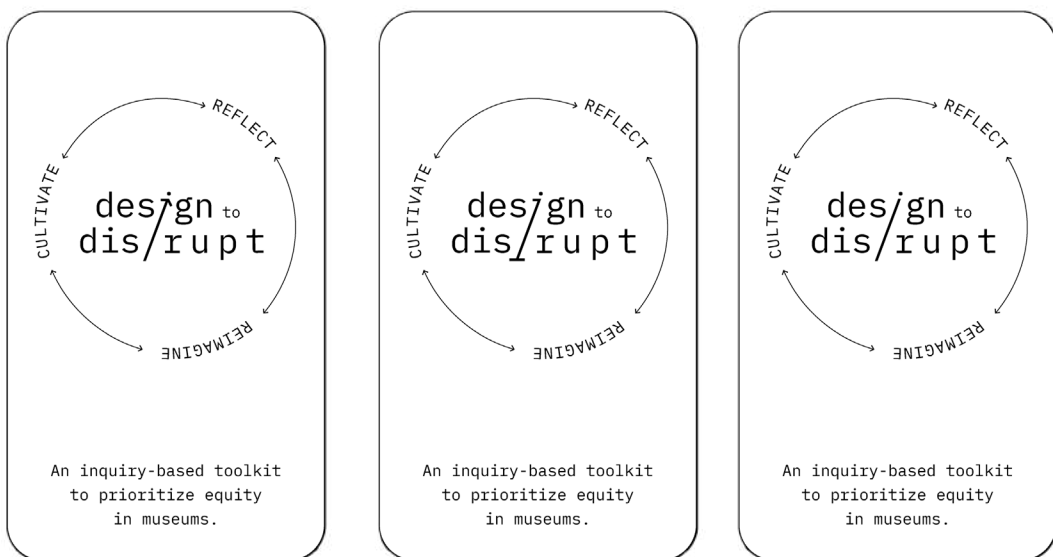 REFLECT
CULTIVATE
design to
dis/rupt
REIMAGINE
An inquiry-based toolkit
to prioritize equity
in museums.
REFLECT
CULTIVATE
design to
dis/rupt
REIMAGINE
An inquiry-based toolkit
to prioritize equity
in museums.
REFLECT
CULTIVATE
design to
dis/rupt
REIMAGINE
An inquiry-based toolkit
to prioritize equity
in museums.